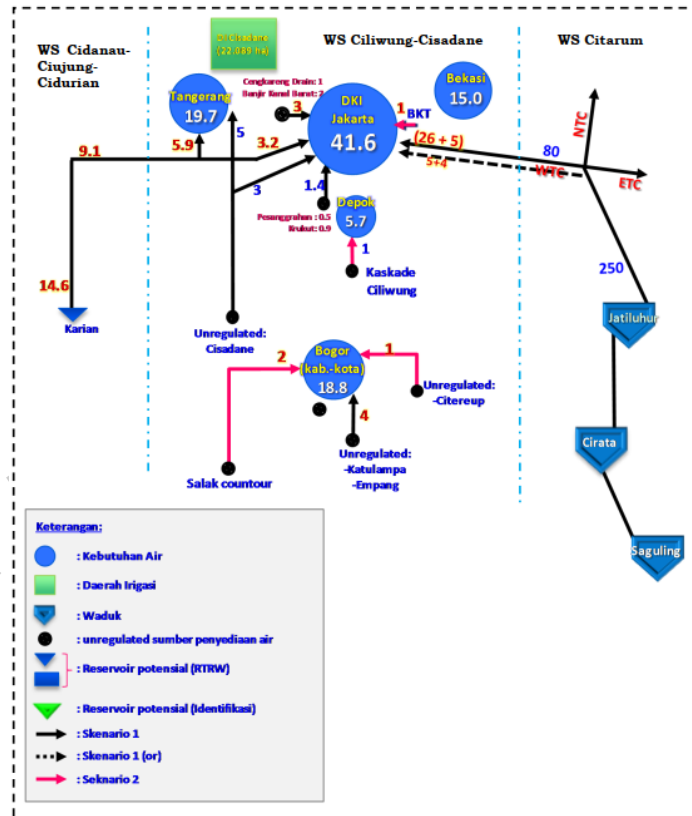 WS Cidanau-
Ciujung-
Cidurian
WS Ciliwung-Cisadane
WS Citarum
(22.089 ha)
Cengkareng Drain: 1
Banjir Kanal Barat: 2
Tangerang
19.7
3
DKI
Jakarta
41.6
Bekasi
15.0
1
BKT
NTC
(26 + 5)
80
5+4
WTC
ETC
9.1
5.9
5
3.2
3
1.4
Pesanggrahan : 0.5
Krukut: 0.9
Depok
5.7
1
Kaskade
Ciliwung
250
14.6
Karian
Unregulated:
Cisadane
Jatiluhur
2
Bogor
(kab.-kota)
18.8
1
Unregulated:
-Citereup
4
Unregulated:
-Katulampa
-Empang
Salak countour
Cirata
Saguling
Keterangan:
: Kebutuhan Air
: Daerah Irigasi
: Waduk
: unregulated sumber penyediaan air
: Reservoir potensial (RTRW)
: Reservoir potensial (Identifikasi)
: Skenario 1
: Skenario 1 (or)
: Seknario 2